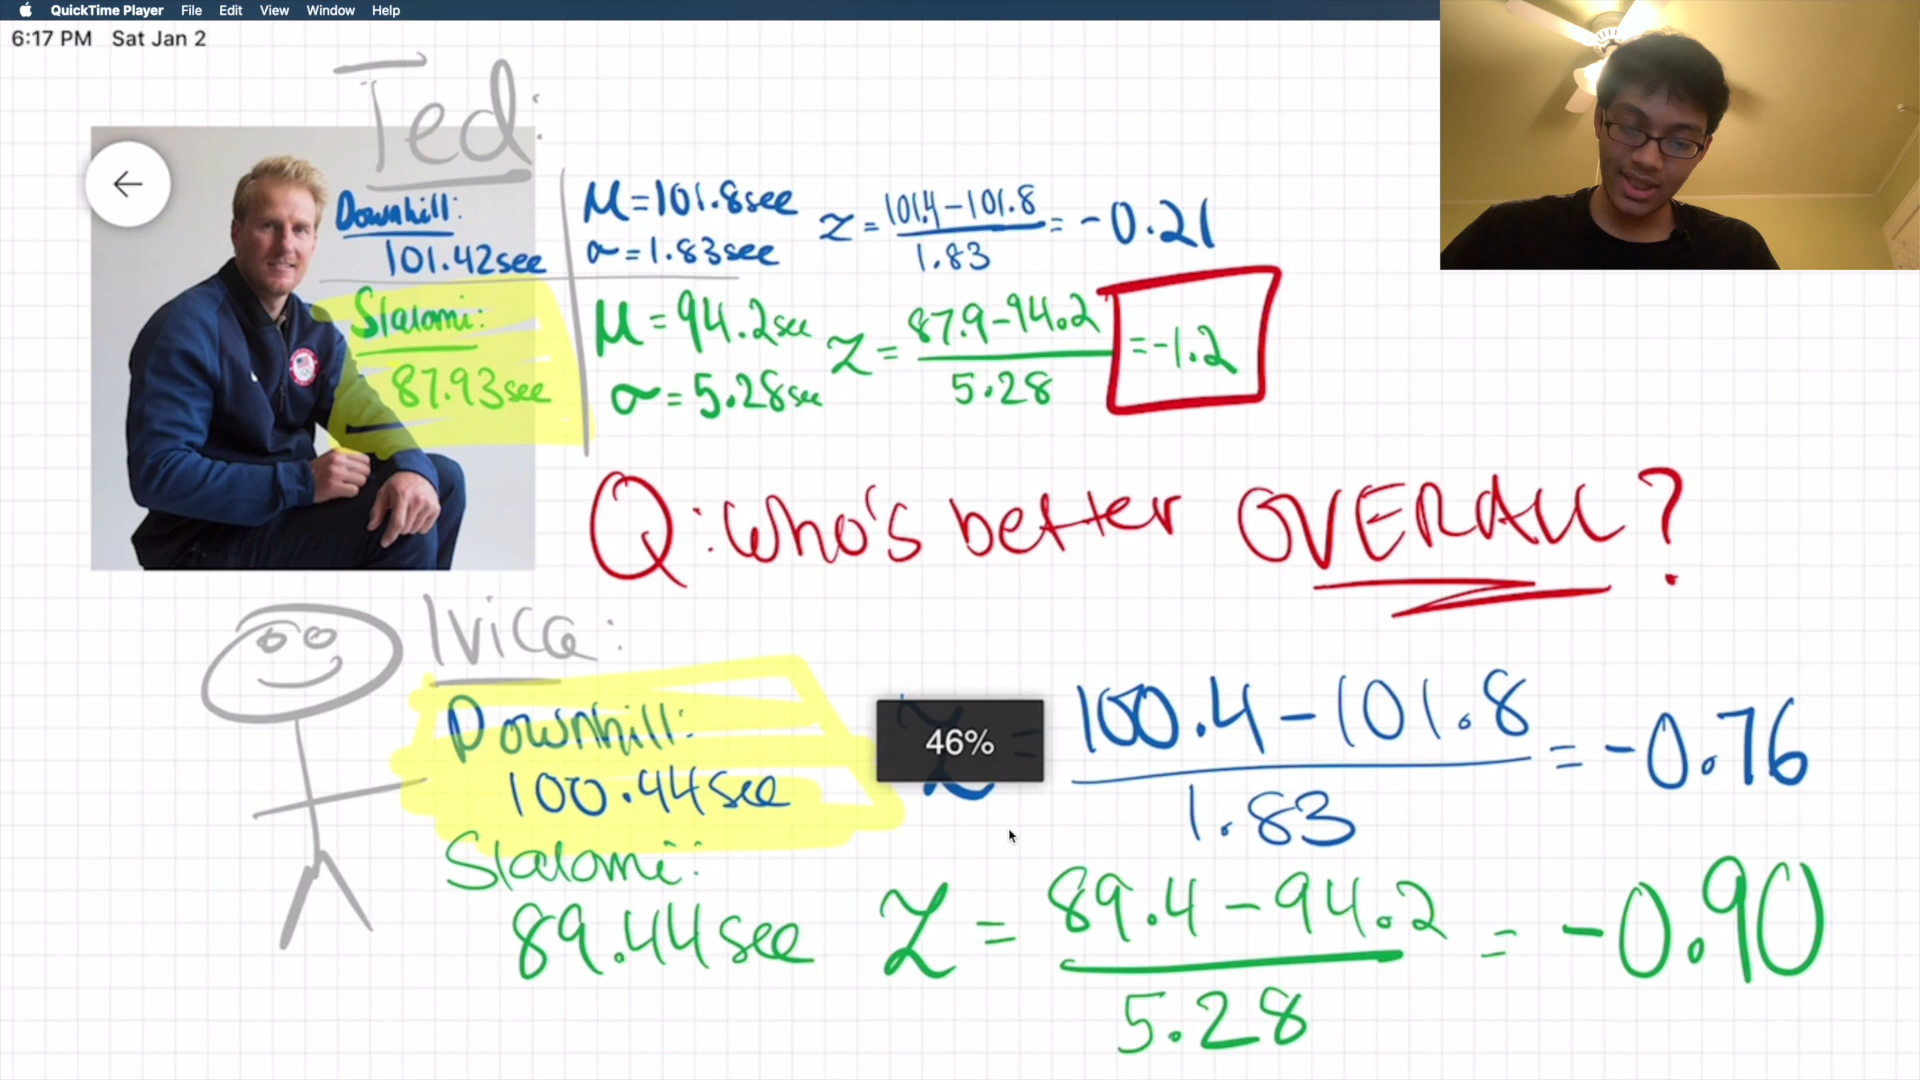 QuickTime Player File Edit View Window Help
6:17 PM Sat Jan 2
Ted:
Downhill:
101.42sec
μ=101.8sec
σ=1.83sec
z = 101.4-101.8 / 1.83 = -0.21
Slalom:
87.93sec
μ=94.2sec
σ=5.28sec
z = 87.9-94.2 / 5.28 =-1.2
Q: who's better OVERALL?
Ivica:
Downhill:
100.44sec
46%
100.4-101.8 / 1.83 = -0.76
Slalom:
89.44sec
z = 89.4-94.2 / 5.28 = -0.90